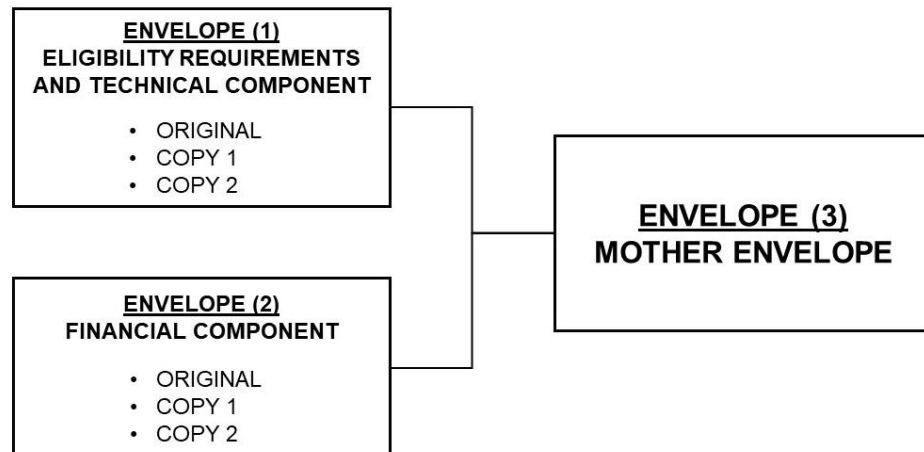 ENVELOPE (1)
ELIGIBILITY REQUIREMENTS
AND TECHNICAL COMPONENT
• ORIGINAL
• COPY 1
• COPY 2
ENVELOPE (2)
FINANCIAL COMPONENT
• ORIGINAL
• COPY 1
• COPY 2
ENVELOPE (3)
MOTHER ENVELOPE